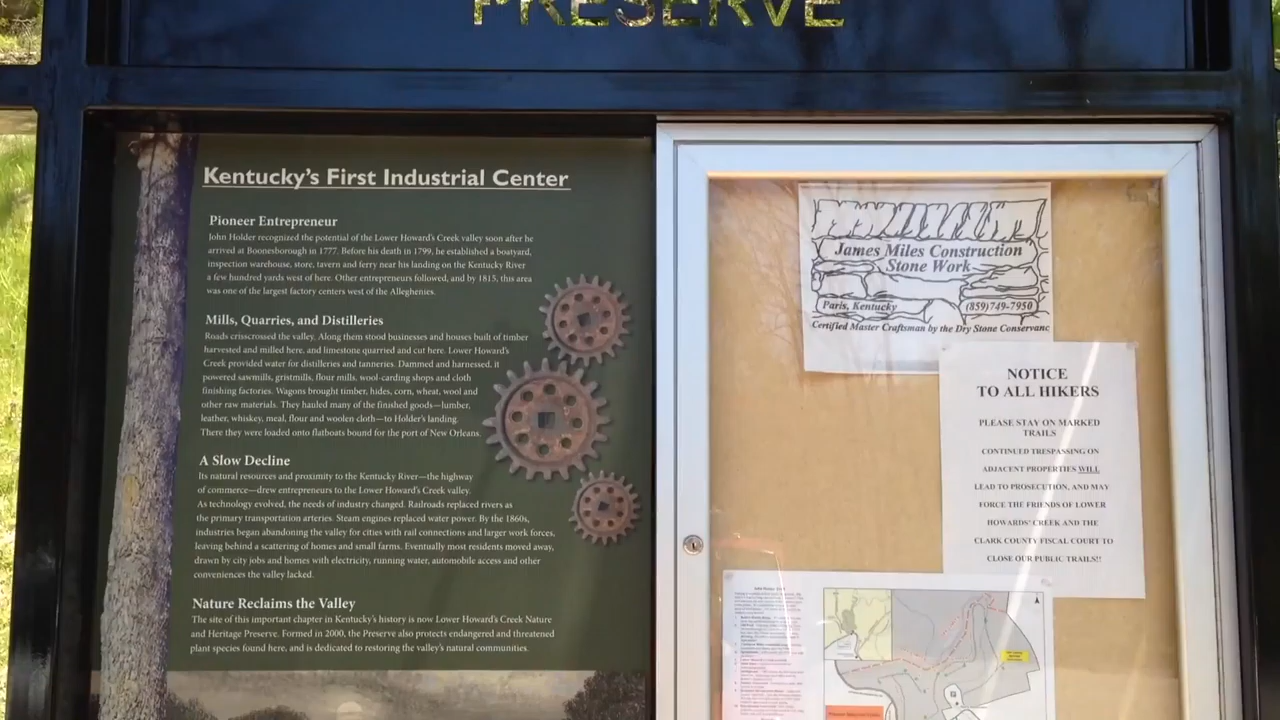 PRESERVE
Kentucky's First Industrial Center
Pioneer Entrepreneur
John Holder recognized the potential of the Lower Howard's Creek valley soon after he
arrived at Boonesborough in 1777. Before his death in 1799, he established a boatyard,
inspection warehouse, store, tavern and ferry near his landing on the Kentucky River
a few hundred yards west of here. Other entrepreneurs followed, and by 1815, this area
was one of the largest factory centers west of the Alleghenies.
Mills, Quarries, and Distilleries
Roads crisscrossed the valley. Along them stood businesses and houses built of timber
harvested and milled here, and limestone quarried and cut here. Lower Howard's
Creek provided water for distilleries and tanneries. Dammed and harnessed, it
powered sawmills, gristmills, flour mills, wool-carding shops and cloth
finishing factories. Wagons brought timber, hides, corn, wheat, wool and
other raw materials. They hauled many of the finished goods—lumber,
leather, whiskey, meal, flour and woolen cloth—to Holder's landing.
There they were loaded onto flatboats bound for the port of New Orleans.
A Slow Decline
Its natural resources and proximity to the Kentucky River—the highway
of commerce—drew entrepreneurs to the Lower Howard's Creek valley.
As technology evolved, the needs of industry changed. Railroads replaced rivers as
the primary transportation arteries. Steam engines replaced water power. By the 1860s,
industries began abandoning the valley for cities with rail connections and larger work forces,
leaving behind a scattering of homes and small farms. Eventually most residents moved away,
drawn by city jobs and homes with electricity, running water, automobile access and other
conveniences the valley lacked.
Nature Reclaims the Valley
The site of this important chapter in Kentucky's history is now Lower Howard's Creek Nature
and Heritage Preserve. Formed in 2000, the Preserve also protects endangered and threatened
plant species found here, and is dedicated to restoring the valley's natural communities.
James Miles Construction
Stone Work
Paris, Kentucky (859)749-7950
Certified Master Craftsman by the Dry Stone Conservanc
NOTICE
TO ALL HIKERS
PLEASE STAY ON MARKED
TRAILS
CONTINUED TRESPASSING ON
ADJACENT PROPERTIES WILL
LEAD TO PROSECUTION, AND MAY
FORCE THE FRIENDS OF LOWER
HOWARDS' CREEK AND THE
CLARK COUNTY FISCAL COURT TO
CLOSE OUR PUBLIC TRAILS!!